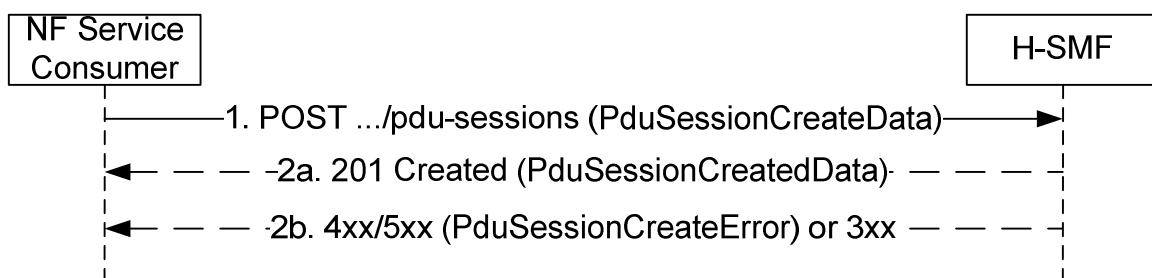 NF Service
Consumer
H-SMF
1. POST .../pdu-sessions (PduSessionCreateData)
2a. 201 Created (PduSessionCreatedData)
2b. 4xx/5xx (PduSessionCreateError) or 3xx